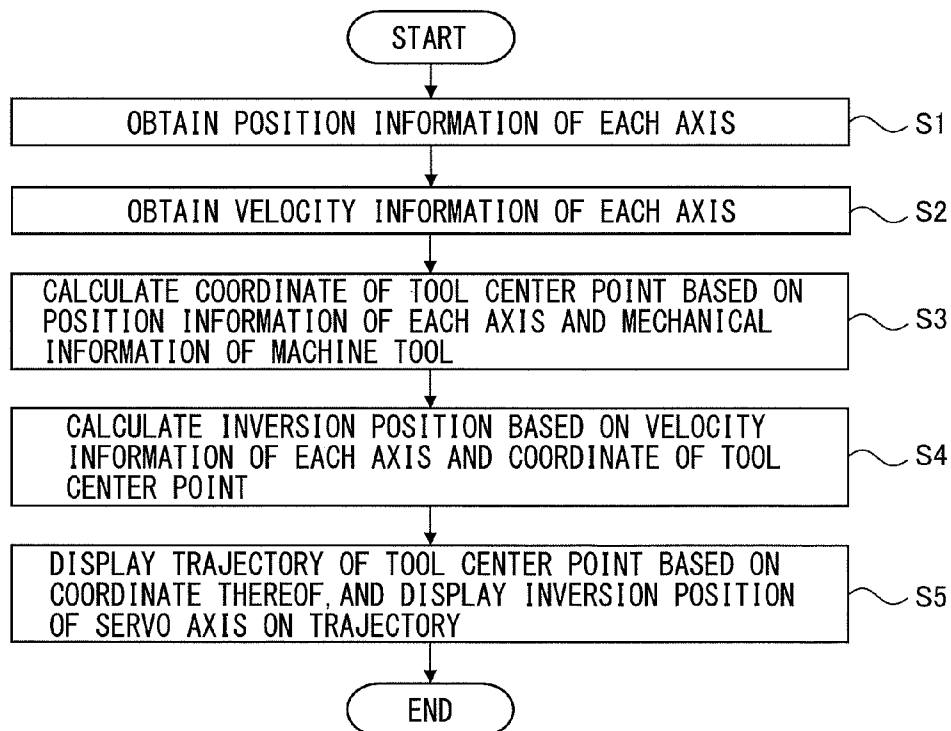 START
OBTAIN POSITION INFORMATION OF EACH AXIS
S1
OBTAIN VELOCITY INFORMATION OF EACH AXIS
S2
CALCULATE COORDINATE OF TOOL CENTER POINT BASED ON
POSITION INFORMATION OF EACH AXIS AND MECHANICAL
INFORMATION OF MACHINE TOOL
S3
CALCULATE INVERSION POSITION BASED ON VELOCITY
INFORMATION OF EACH AXIS AND COORDINATE OF TOOL
CENTER POINT
S4
DISPLAY TRAJECTORY OF TOOL CENTER POINT BASED ON
COORDINATE THEREOF, AND DISPLAY INVERSION POSITION
OF SERVO AXIS ON TRAJECTORY
S5
END